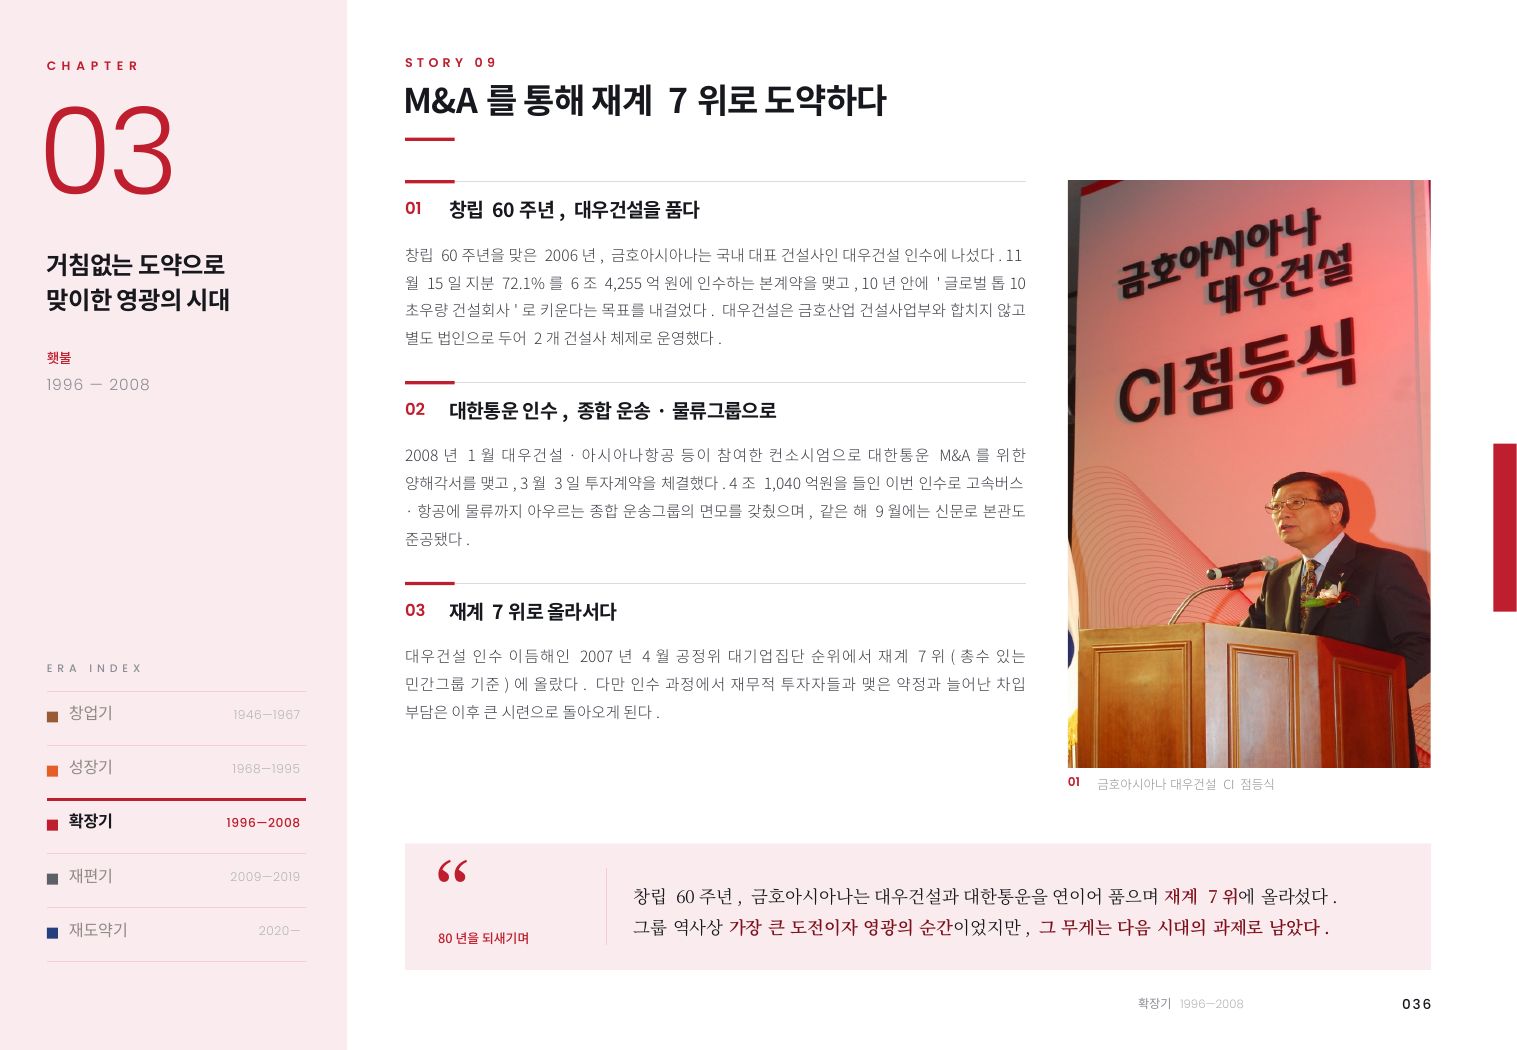 CHAPTER
03
거침없는 도약으로
맞이한 영광의 시대
횃불
1996 — 2008
ERA INDEX
창업기 1946—1967
성장기 1968—1995
확장기 1996—2008
재편기 2009—2019
재도약기 2020—
STORY 09
M&A 를 통해 재계 7 위로 도약하다
01 창립 60 주년 , 대우건설을 품다
창립 60 주년을 맞은 2006 년 , 금호아시아나는 국내 대표 건설사인 대우건설 인수에 나섰다 . 11
월 15 일 지분 72.1% 를 6 조 4,255 억 원에 인수하는 본계약을 맺고 , 10 년 안에 ' 글로벌 톱 10
초우량 건설회사 ' 로 키운다는 목표를 내걸었다 . 대우건설은 금호산업 건설사업부와 합치지 않고
별도 법인으로 두어 2 개 건설사 체제로 운영했다 .
02 대한통운 인수 , 종합 운송 · 물류그룹으로
2008 년 1 월 대우건설 · 아시아나항공 등이 참여한 컨소시엄으로 대한통운 M&A 를 위한
양해각서를 맺고 , 3 월 3 일 투자계약을 체결했다 . 4 조 1,040 억원을 들인 이번 인수로 고속버스
· 항공에 물류까지 아우르는 종합 운송그룹의 면모를 갖췄으며 , 같은 해 9 월에는 신문로 본관도
준공됐다 .
03 재계 7 위로 올라서다
대우건설 인수 이듬해인 2007 년 4 월 공정위 대기업집단 순위에서 재계 7 위 ( 총수 있는
민간그룹 기준 ) 에 올랐다 . 다만 인수 과정에서 재무적 투자자들과 맺은 약정과 늘어난 차입
부담은 이후 큰 시련으로 돌아오게 된다 .
금호아시아나
대우건설
CI점등식
01 금호아시아나 대우건설 CI 점등식
“
80 년을 되새기며
창립 60 주년 , 금호아시아나는 대우건설과 대한통운을 연이어 품으며 재계 7 위에 올라섰다 .
그룹 역사상 가장 큰 도전이자 영광의 순간이었지만 , 그 무게는 다음 시대의 과제로 남았다 .
확장기 1996—2008
036